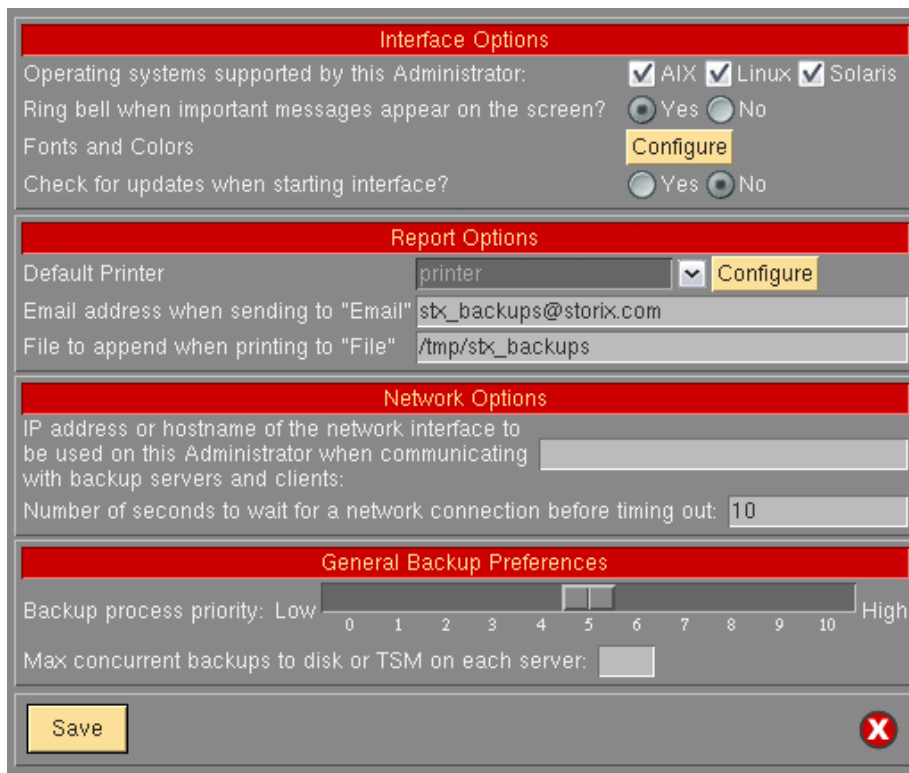 Interface Options
Operating systems supported by this Administrator: AIX Linux Solaris
Ring bell when important messages appear on the screen? Yes No
Fonts and Colors Configure
Check for updates when starting interface? Yes No
Report Options
Default Printer printer Configure
Email address when sending to "Email" stx_backups@storix.com
File to append when printing to "File" /tmp/stx_backups
Network Options
IP address or hostname of the network interface to
be used on this Administrator when communicating
with backup servers and clients:
Number of seconds to wait for a network connection before timing out: 10
General Backup Preferences
Backup process priority: Low High
0 1 2 3 4 5 6 7 8 9 10
Max concurrent backups to disk or TSM on each server:
Save